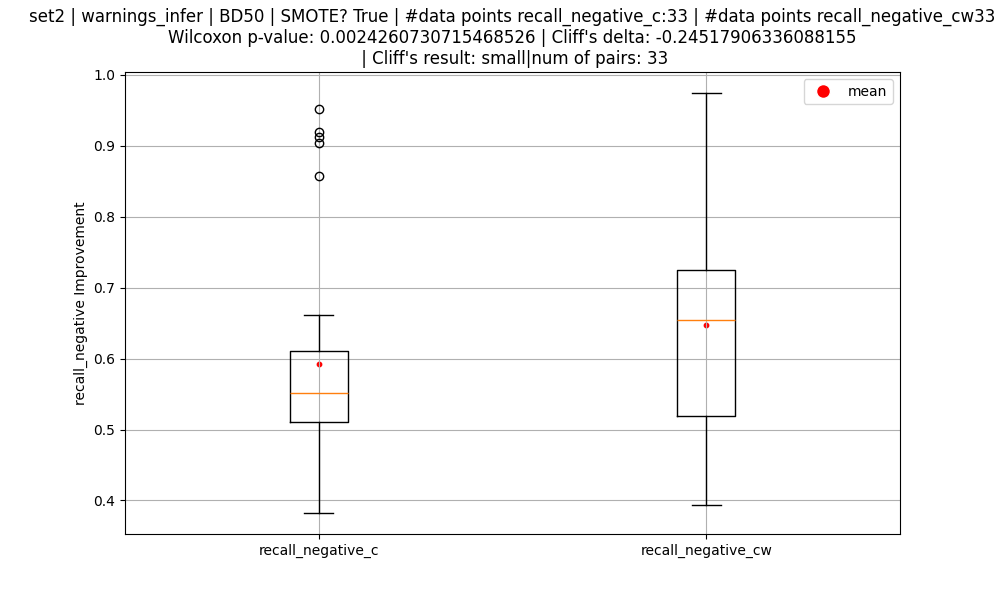 set2 | warnings_infer | BD50 | SMOTE? True | #data points recall_negative_c:33 | #data points recall_negative_cw33
Wilcoxon p-value: 0.0024260730715468526 | Cliff's delta: -0.24517906336088155
| Cliff's result: small|num of pairs: 33
1.0
mean
0.9
0.8
0.7
0.6
0.5
0.4
recall_negative Improvement
recall_negative_c
recall_negative_cw